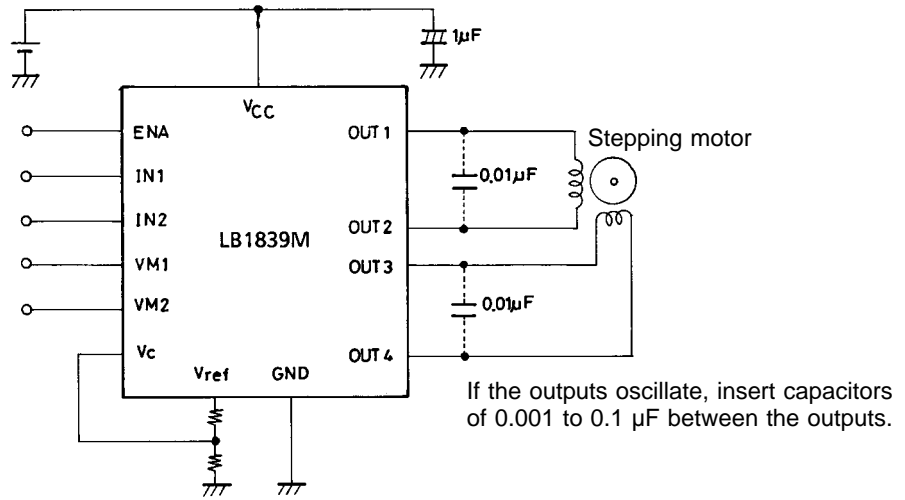 1µF
VCC
ENA
OUT 1
Stepping motor
0.01µF
IN1
IN2
OUT 2
LB1839M
VM1
OUT 3
VM2
0.01µF
Vc
OUT 4
Vref
GND
If the outputs oscillate, insert capacitors
of 0.001 to 0.1 µF between the outputs.